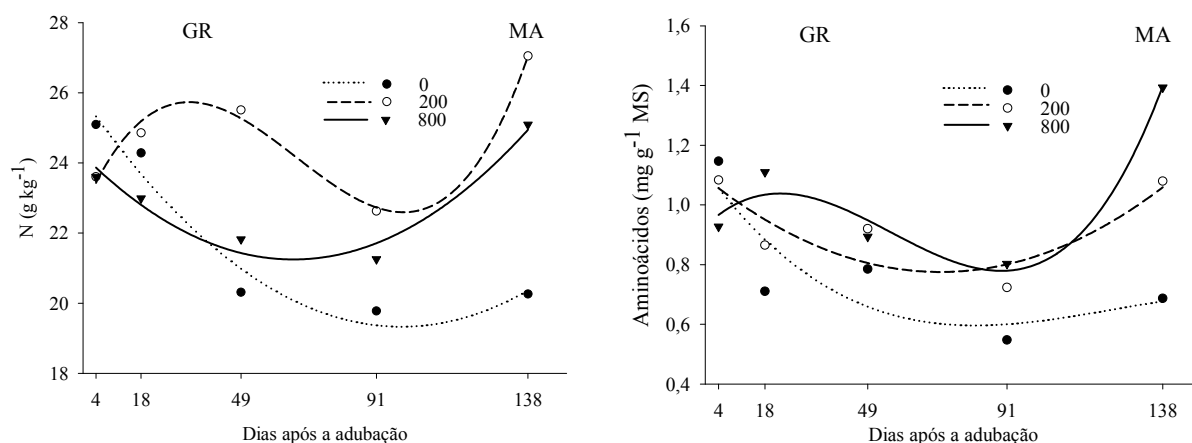 28
26
24
22
20
18
N (g kg-1)
GR
MA
0
200
800
4 18 49 91 138
Dias após a adubação
1,6
1,4
1,2
1,0
0,8
0,6
0,4
Aminoácidos (mg g-1 MS)
GR
MA
0
200
800
4 18 49 91 138
Dias após a adubação